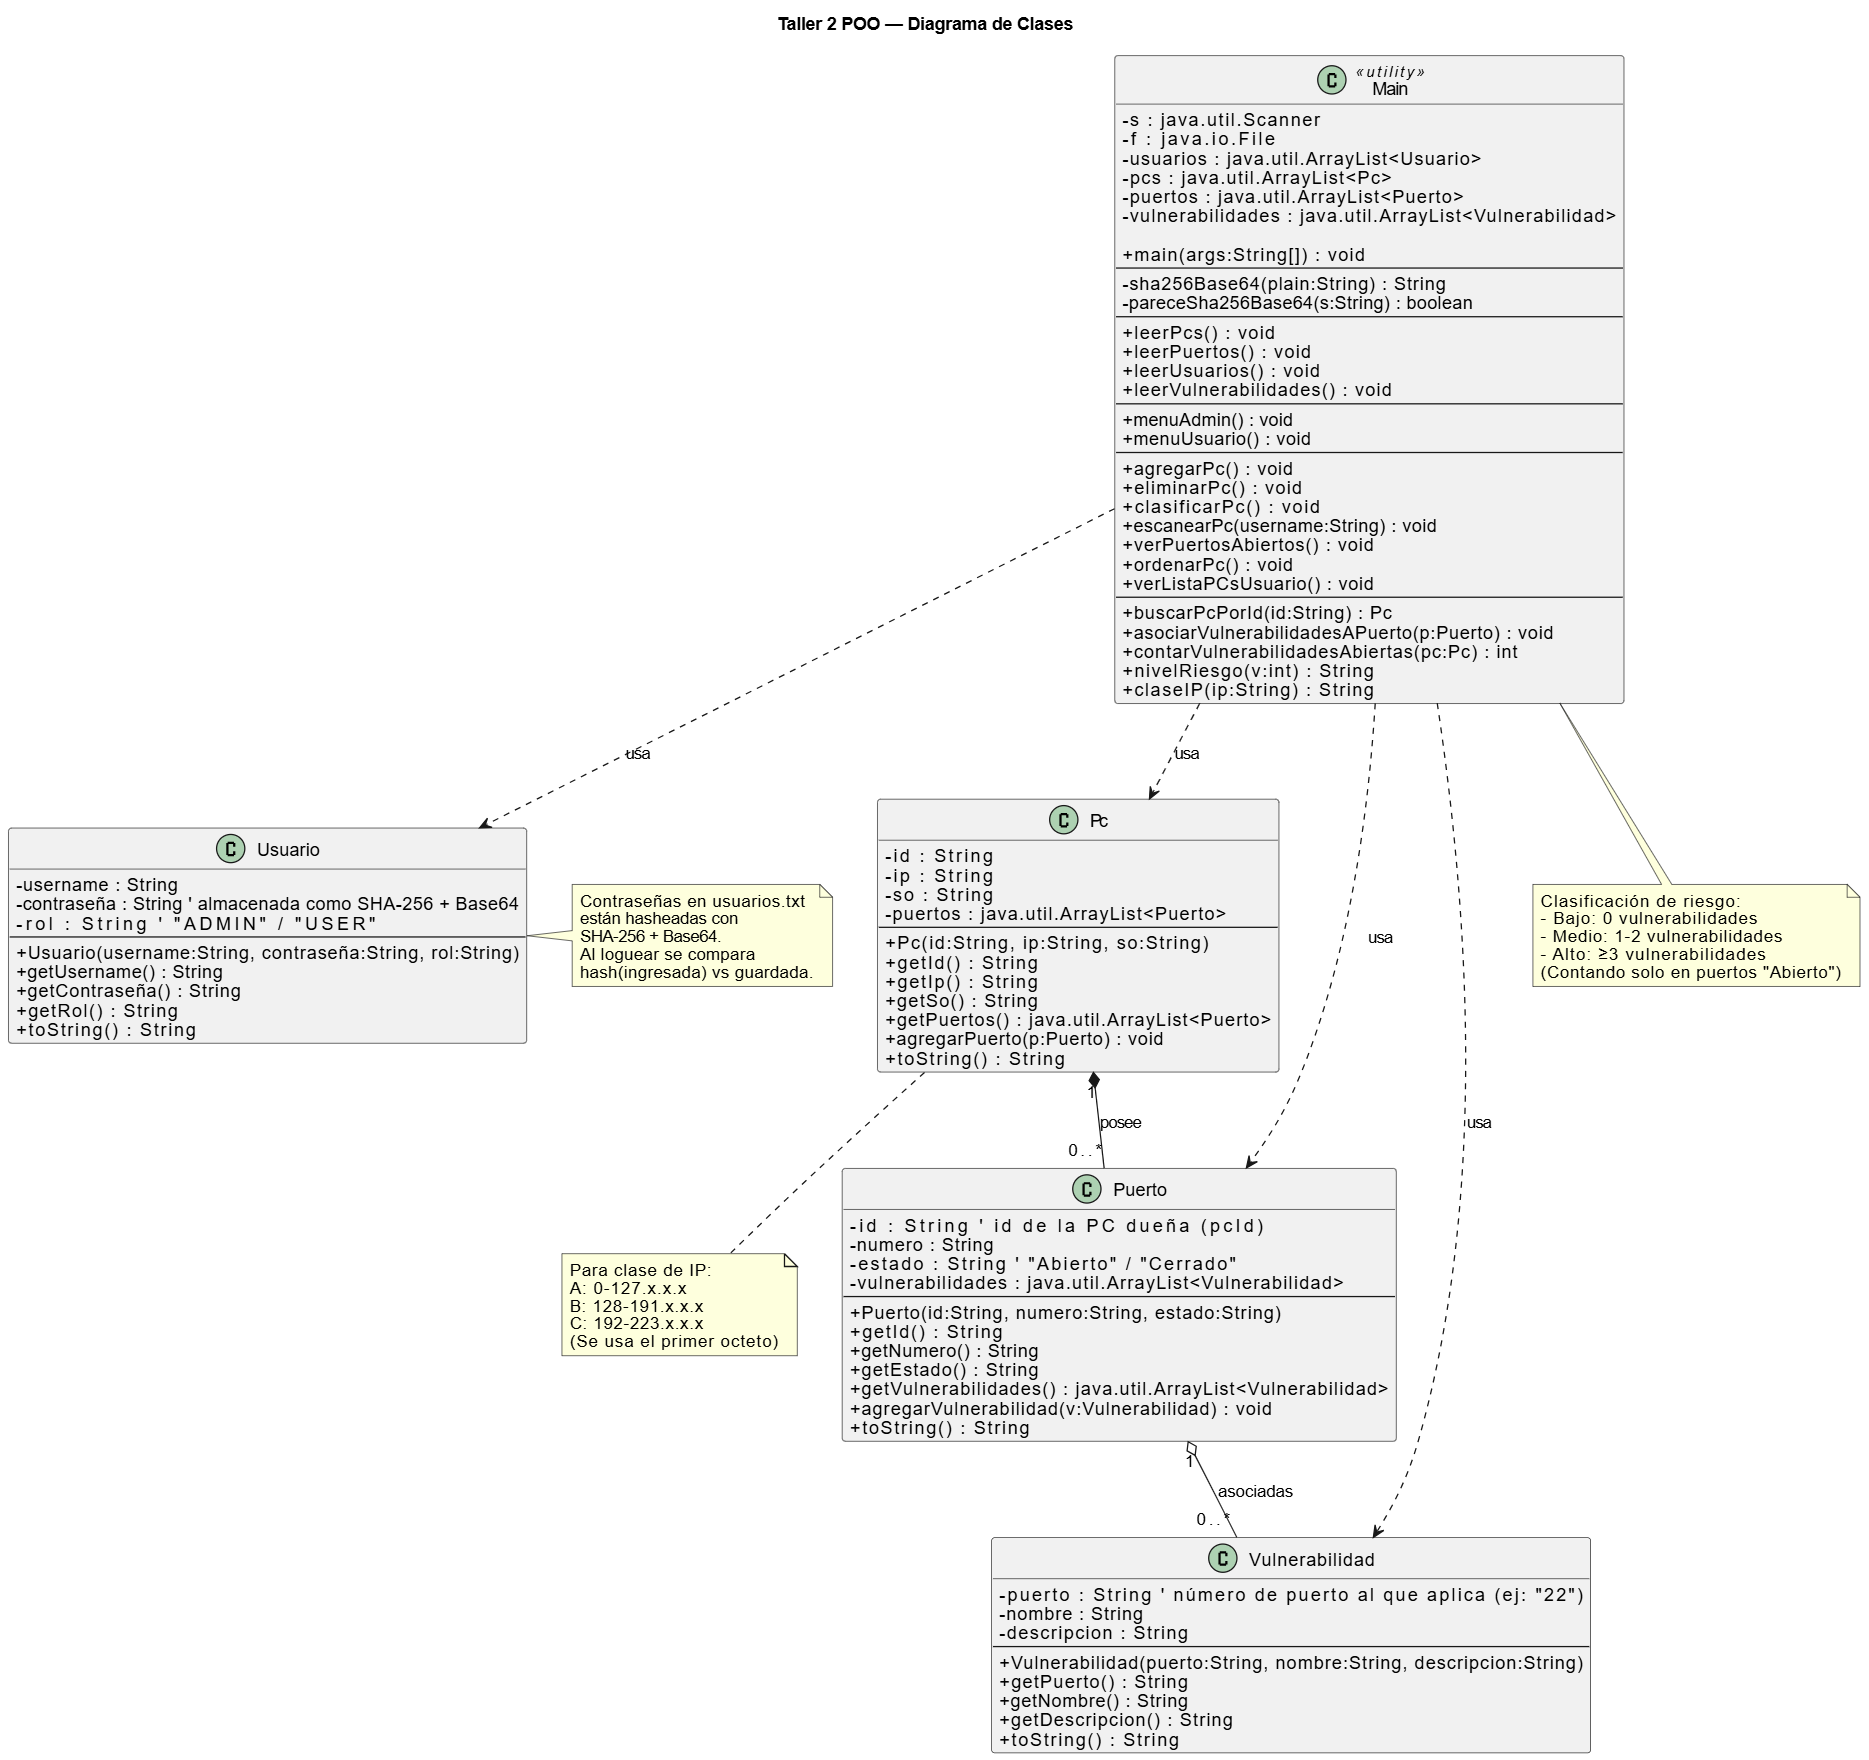 Taller 2 POO — Diagrama de Clases
C
«utility»
Main
-s : java.util.Scanner
-f : java.io.File
-usuarios : java.util.ArrayList<Usuario>
-pcs : java.util.ArrayList<Pc>
-puertos : java.util.ArrayList<Puerto>
-vulnerabilidades : java.util.ArrayList<Vulnerabilidad>
+main(args:String[]) : void
-sha256Base64(plain:String) : String
-pareceSha256Base64(s:String) : boolean
+leerPcs() : void
+leerPuertos() : void
+leerUsuarios() : void
+leerVulnerabilidades() : void
+menuAdmin() : void
+menuUsuario() : void
+agregarPc() : void
+eliminarPc() : void
+clasificarPc() : void
+escanearPc(username:String) : void
+verPuertosAbiertos() : void
+ordenarPc() : void
+verListaPCsUsuario() : void
+buscarPcPorId(id:String) : Pc
+asociarVulnerabilidadesAPuerto(p:Puerto) : void
+contarVulnerabilidadesAbiertas(pc:Pc) : int
+nivelRiesgo(v:int) : String
+claseIP(ip:String) : String
usa
usa
usa
usa
C Usuario
-username : String
-contraseña : String ' almacenada como SHA-256 + Base64
-rol : String ' "ADMIN" / "USER"
+Usuario(username:String, contraseña:String, rol:String)
+getUsername() : String
+getContraseña() : String
+getRol() : String
+toString() : String
Contraseñas en usuarios.txt
están hasheadas con
SHA-256 + Base64.
Al loguear se compara
hash(ingresada) vs guardada.
C Pc
-id : String
-ip : String
-so : String
-puertos : java.util.ArrayList<Puerto>
+Pc(id:String, ip:String, so:String)
+getId() : String
+getIp() : String
+getSo() : String
+getPuertos() : java.util.ArrayList<Puerto>
+agregarPuerto(p:Puerto) : void
+toString() : String
Clasificación de riesgo:
- Bajo: 0 vulnerabilidades
- Medio: 1-2 vulnerabilidades
- Alto: ≥3 vulnerabilidades
(Contando solo en puertos "Abierto")
1
posee
0..*
Para clase de IP:
A: 0-127.x.x.x
B: 128-191.x.x.x
C: 192-223.x.x.x
(Se usa el primer octeto)
C Puerto
-id : String ' id de la PC dueña (pcId)
-numero : String
-estado : String ' "Abierto" / "Cerrado"
-vulnerabilidades : java.util.ArrayList<Vulnerabilidad>
+Puerto(id:String, numero:String, estado:String)
+getId() : String
+getNumero() : String
+getEstado() : String
+getVulnerabilidades() : java.util.ArrayList<Vulnerabilidad>
+agregarVulnerabilidad(v:Vulnerabilidad) : void
+toString() : String
1
asociadas
0..*
C Vulnerabilidad
-puerto : String ' número de puerto al que aplica (ej: "22")
-nombre : String
-descripcion : String
+Vulnerabilidad(puerto:String, nombre:String, descripcion:String)
+getPuerto() : String
+getNombre() : String
+getDescripcion() : String
+toString() : String